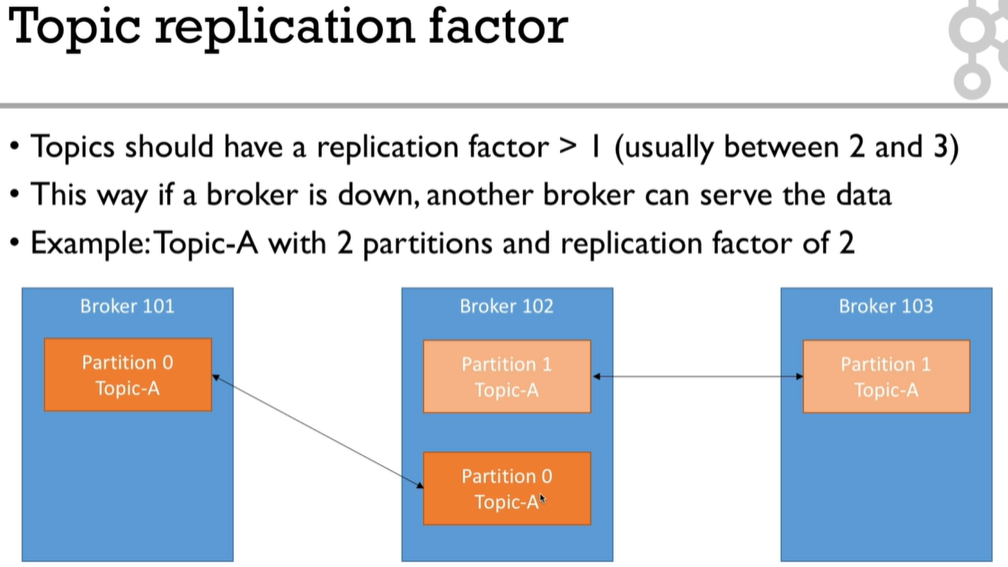 Topic replication factor
• Topics should have a replication factor > 1 (usually between 2 and 3)
• This way if a broker is down, another broker can serve the data
• Example: Topic-A with 2 partitions and replication factor of 2
Broker 101
Partition 0
Topic-A
Broker 102
Partition 1
Topic-A
Partition 0
Topic-A
Broker 103
Partition 1
Topic-A